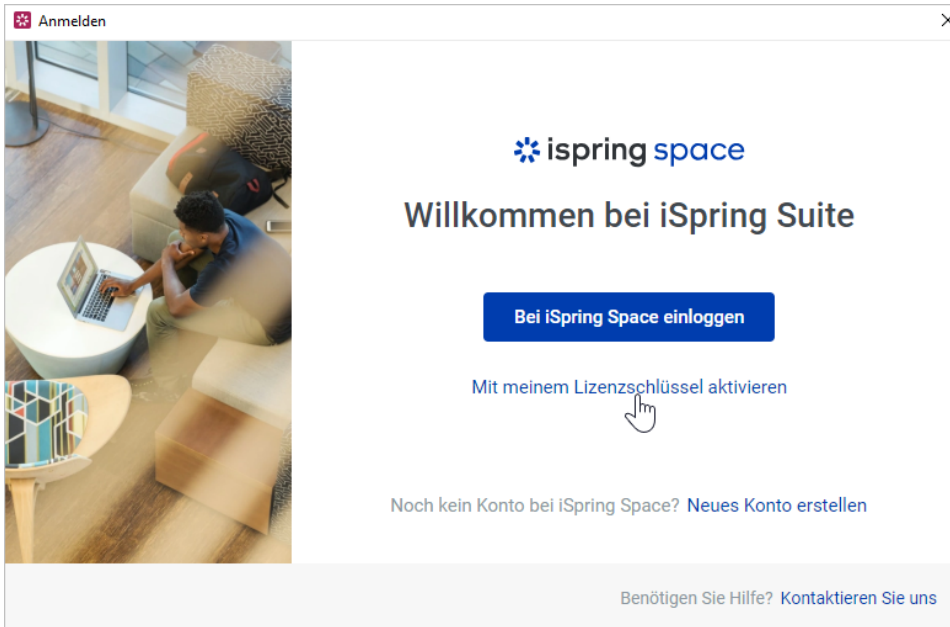 Anmelden
ispring space
Willkommen bei iSpring Suite
Bei iSpring Space einloggen
Mit meinem Lizenzschlüssel aktivieren
Noch kein Konto bei iSpring Space? Neues Konto erstellen
Benötigen Sie Hilfe? Kontaktieren Sie uns